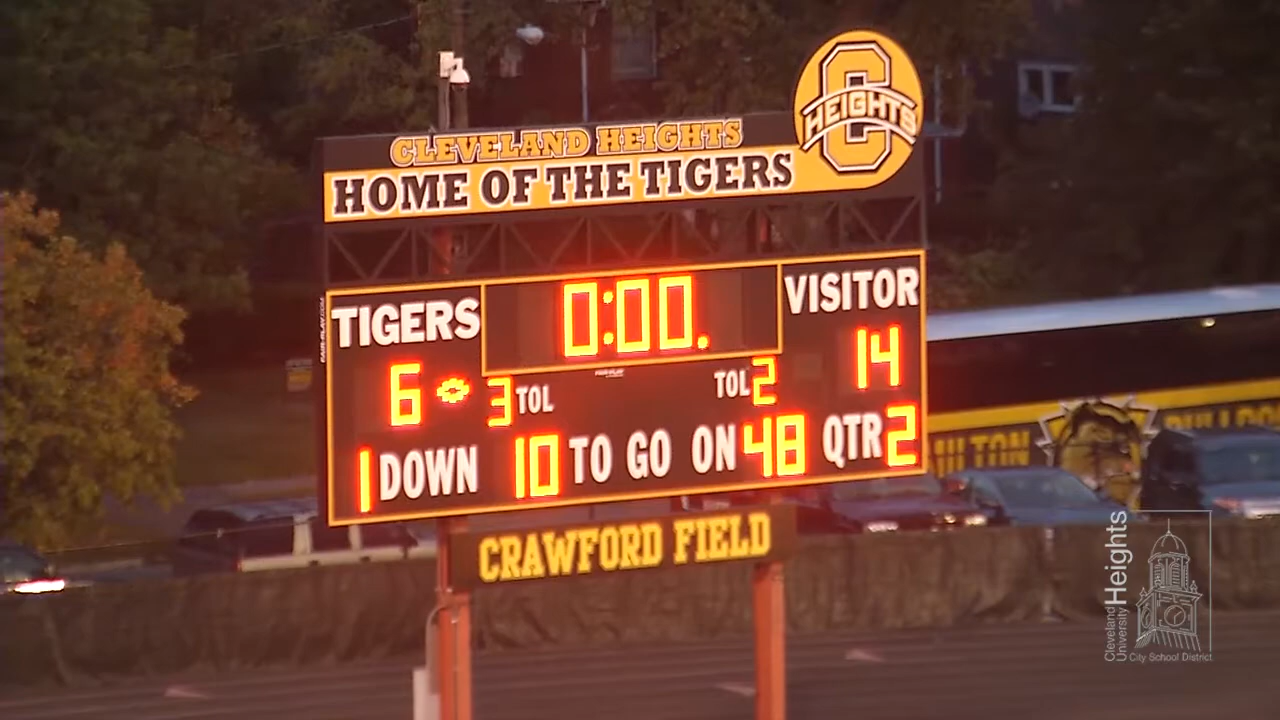 CLEVELAND HEIGHTS
HOME OF THE TIGERS
C
HEIGHTS
TIGERS
0:00.
VISITOR
6
3 TOL
TOL 2
14
1 DOWN 10 TO GO ON 48 QTR 2
CRAWFORD FIELD
Cleveland
University
Heights
City School District